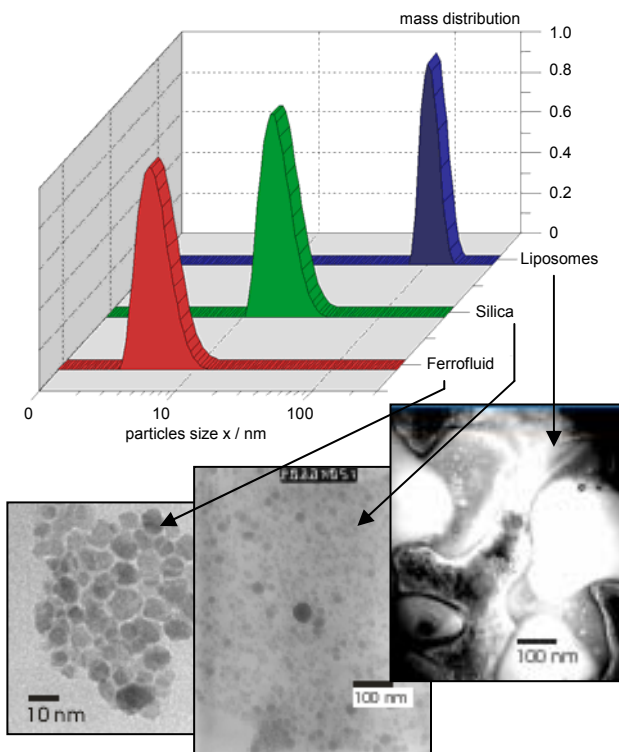 mass distribution
1.0
0.8
0.6
0.4
0.2
0
Liposomes
Silica
Ferrofluid
0 10 100
particles size x / nm
10 nm
100 nm
100 nm